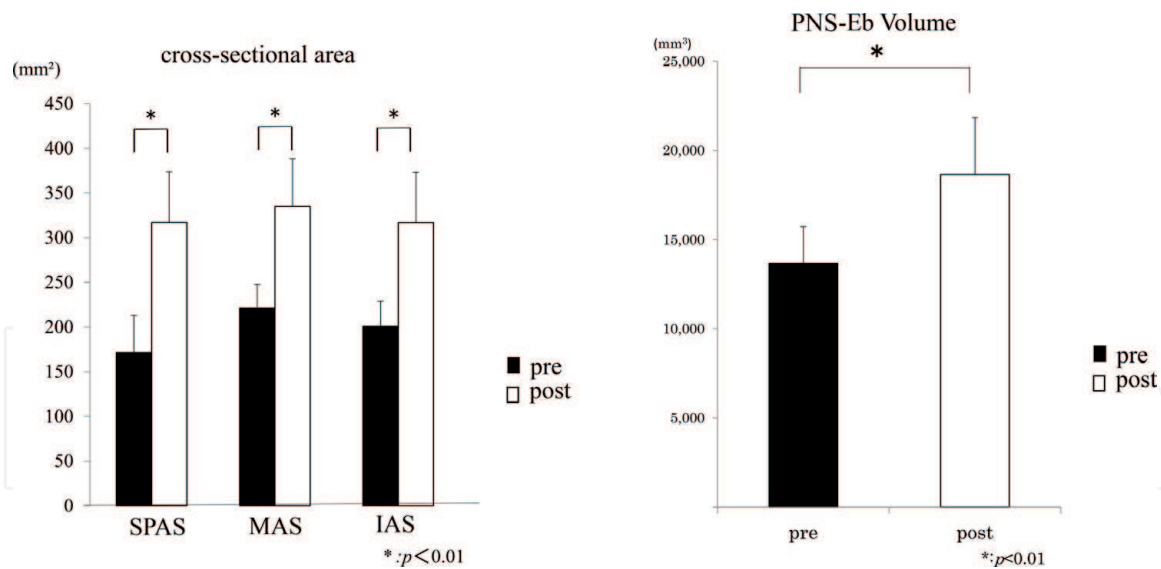 cross-sectional area
(mm²)
450
400
350
300
250
200
150
100
50
0
*
*
*
SPAS MAS IAS
pre
post
* :p<0.01
PNS-Eb Volume
(mm³)
25,000
20,000
15,000
10,000
5,000
*
pre post
pre
post
*:p<0.01